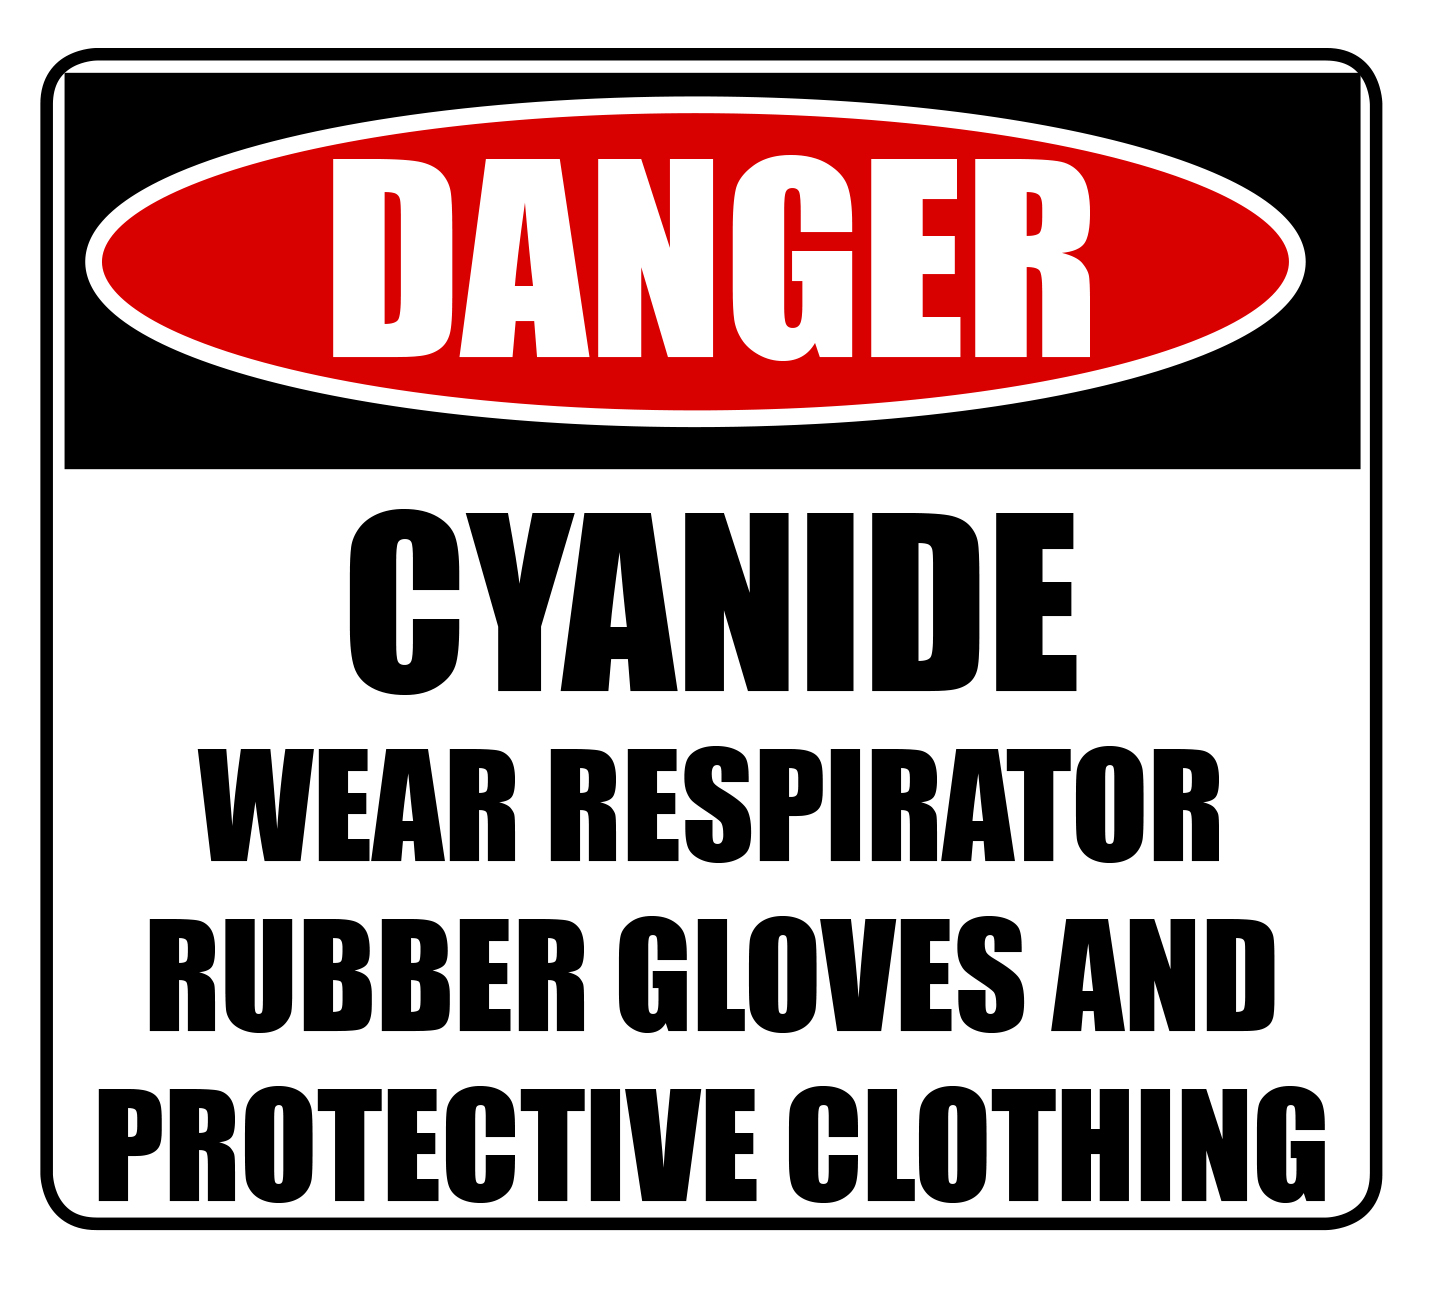 DANGER
CYANIDE
WEAR RESPIRATOR
RUBBER GLOVES AND
PROTECTIVE CLOTHING